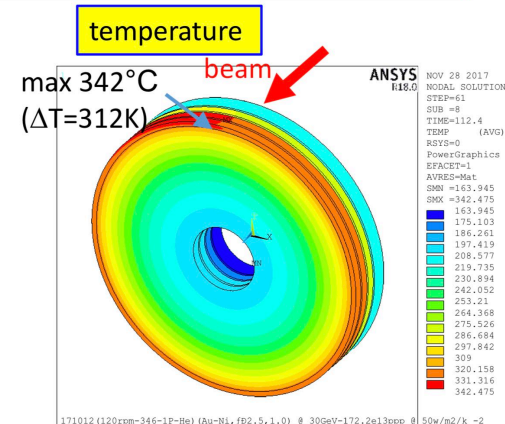 temperature
beam
max 342°C
(ΔT=312K)
ANSYS
R18.0
NOV 28 2017
NODAL SOLUTION
STEP=61
SUB =8
TIME=112.4
TEMP (AVG)
RSYS=0
PowerGraphics
EFACET=1
AVRES=Mat
SMN =163.945
SMX =342.475
163.945
175.103
186.261
197.419
208.577
219.735
230.894
242.052
253.21
264.368
275.526
286.684
297.842
309
320.158
331.316
342.475
X
MN
171012(120rpm-346-1P-He)(Au-Ni,fD2.5,1.0) @ 30GeV-172.2e13ppp @ 50w/m2/k -2